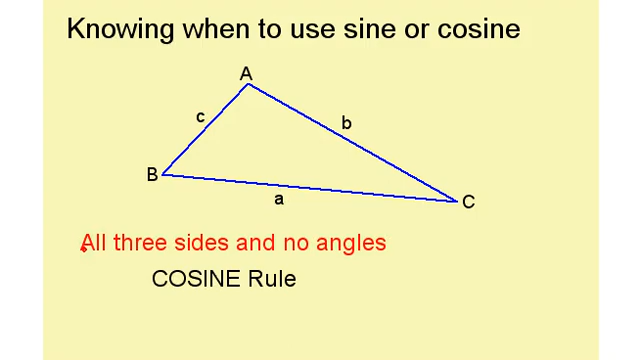 Knowing when to use sine or cosine
A
c
b
B
a
C
All three sides and no angles
COSINE Rule